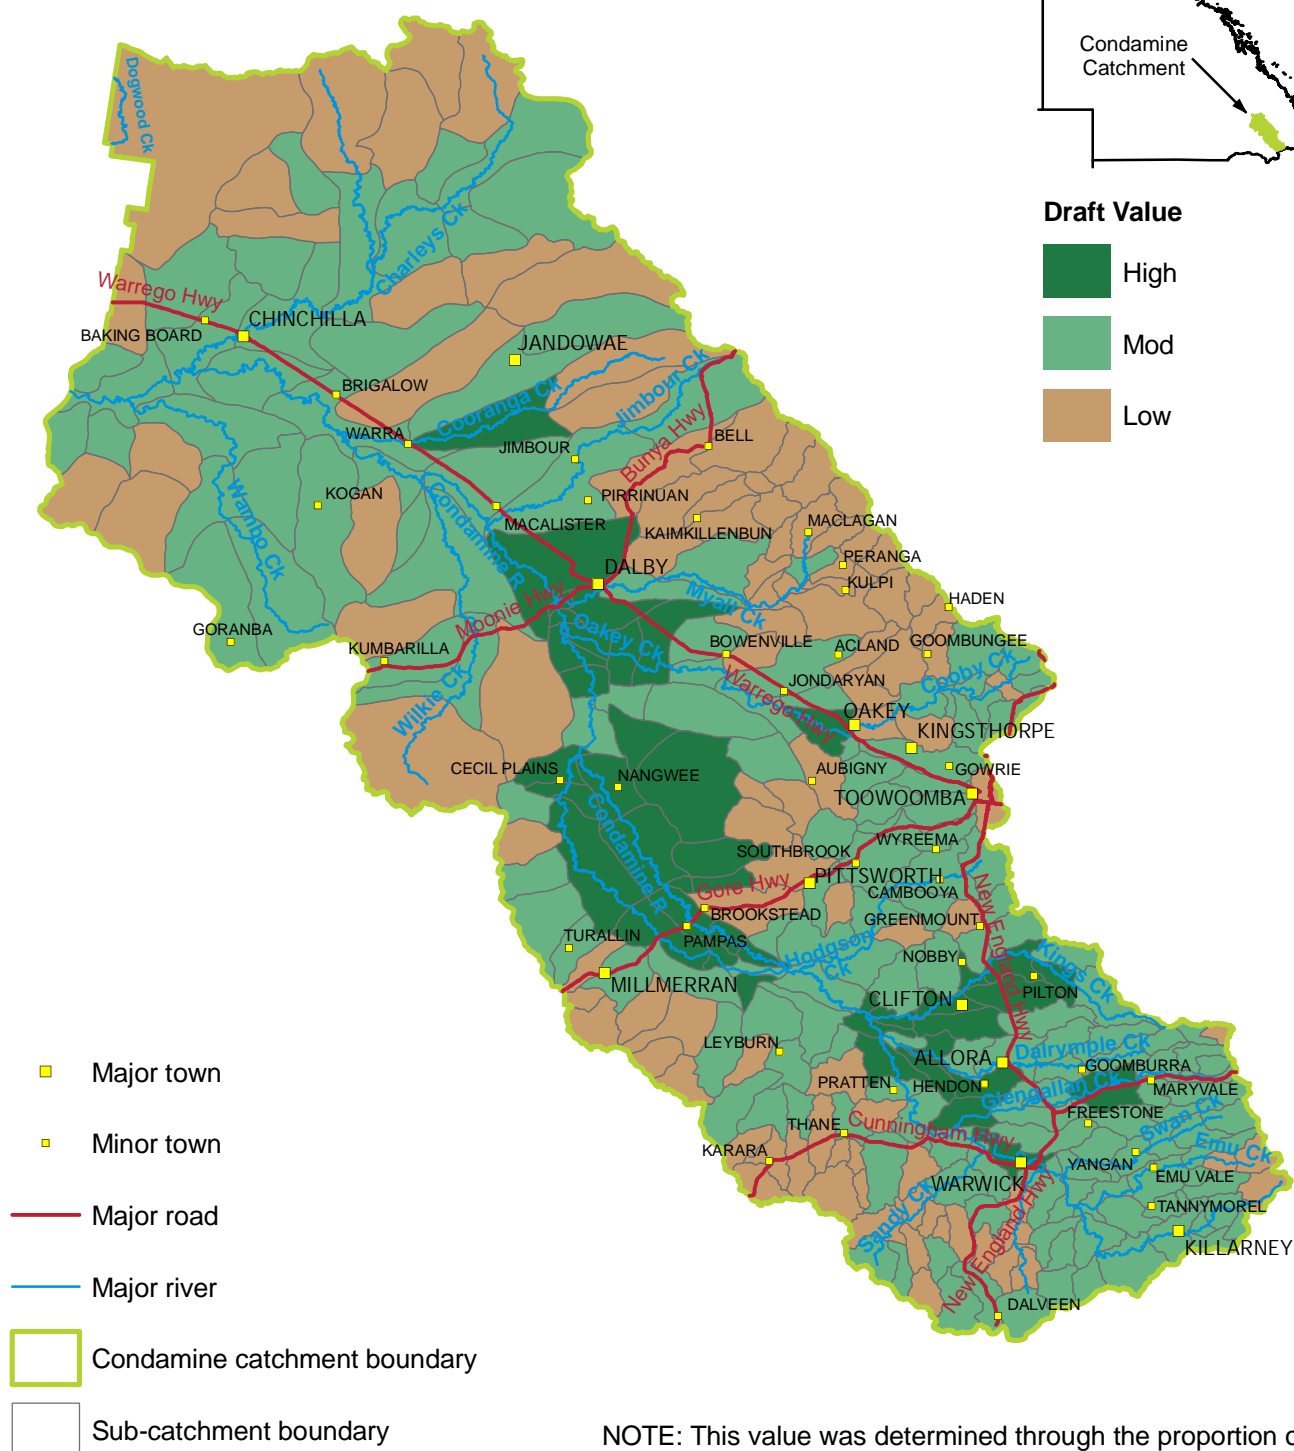 Condamine
Catchment
Draft Value
High
Mod
Low
Dogwood Ck
Charleys Ck
Warrego Hwy
CHINCHILLA
BAKING BOARD
JANDOWAE
BRIGALOW
Cooranga Ck
Jimbour Ck
WARRA
JIMBOUR
Bunya Hwy
BELL
KOGAN
Condamine R
PIRRINUAN
Wambo Ck
MACALISTER
KAIMKILLENBUN
MACLAGAN
PERANGA
DALBY
KULPI
Myall Ck
HADEN
Moonie Hwy
GORANBA
KUMBARILLA
Oakey Ck
BOWENVILLE
ACLAND
GOOMBUNGEE
Cooby Ck
JONDARYAN
Wilkie Ck
Warrego Hwy
OAKEY
KINGSTHORPE
CECIL PLAINS
NANGWEE
AUBIGNY
GOWRIE
TOOWOOMBA
Condamine R
WYREEMA
SOUTHBROOK
PITTSWORTH
Gore Hwy
CAMBOOYA
New England Hwy
BROOKSTEAD
GREENMOUNT
TURALLIN
PAMPAS
Hodgson
Ck
NOBBY
Kings Ck
MILLMERRAN
CLIFTON
PILTON
LEYBURN
ALLORA
Dalrymple Ck
GOOMBURRA
PRATTEN
HENDON
Glengallan Ck
MARYVALE
FREESTONE
THANE
Cunningham Hwy
Swan Ck
KARARA
YANGAN
Emu Ck
EMU VALE
WARWICK
Sandy Ck
New England Hwy
TANNYMOREL
KILLARNEY
DALVEEN
Major town
Minor town
Major road
Major river
Condamine catchment boundary
Sub-catchment boundary
NOTE: This value was determined through the proportion